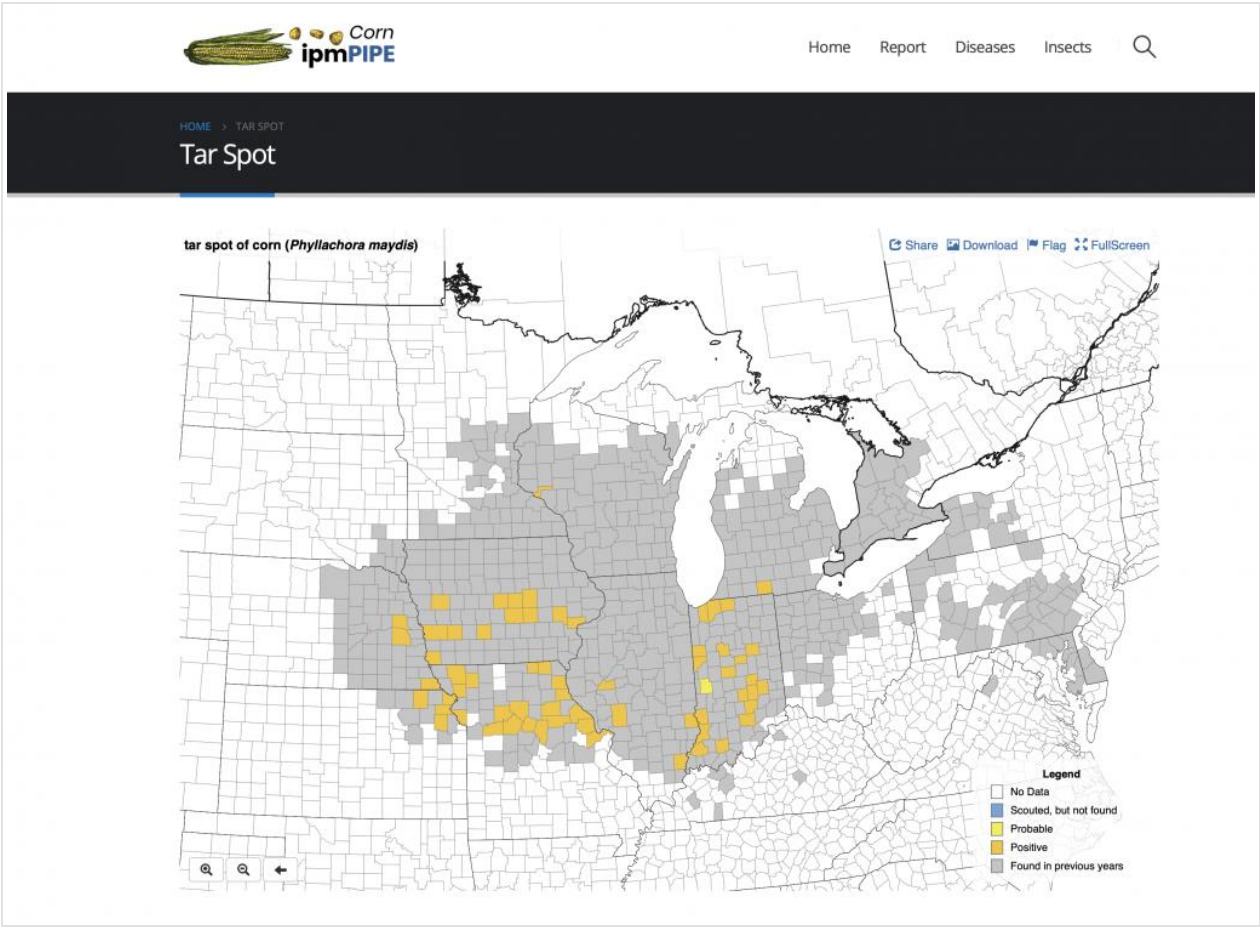 Corn
ipmPIPE
Home Report Diseases Insects
HOME > TAR SPOT
Tar Spot
tar spot of corn (Phyllachora maydis)
Share Download Flag FullScreen
Legend
No Data
Scouted, but not found
Probable
Positive
Found in previous years